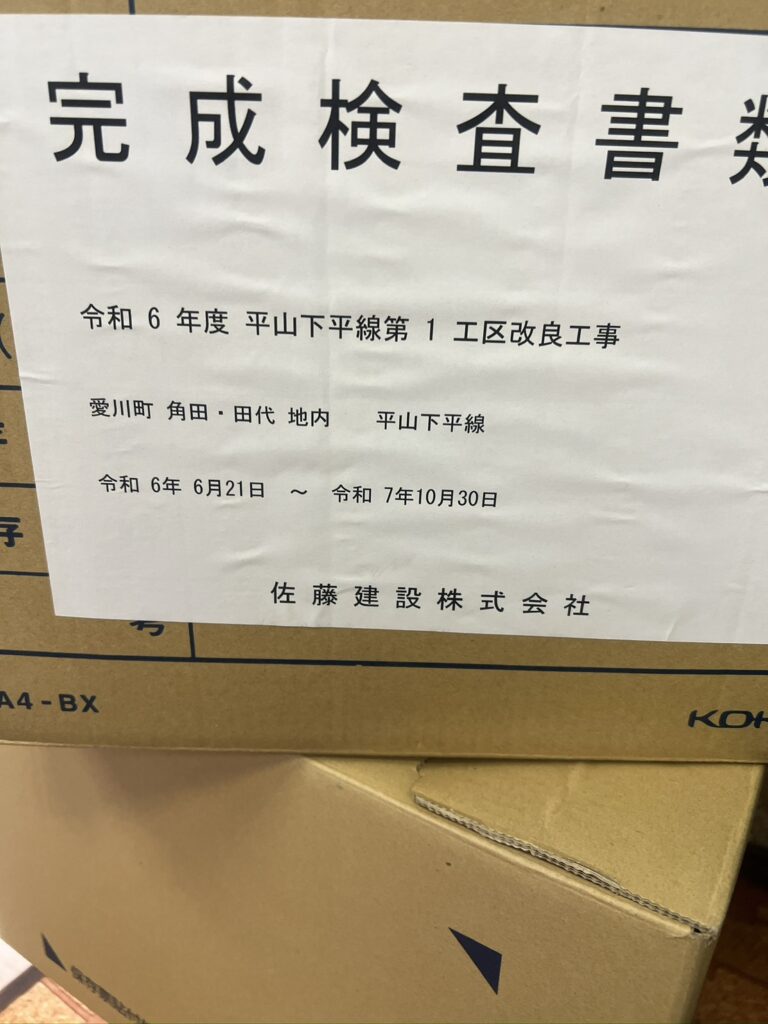 完成検査書類
令和 6 年度 平山下平線第 1 工区改良工事
愛川町 角田・田代 地内 平山下平線
令和 6年 6月21日 ～ 令和 7年10月30日
佐藤建設株式会社
考
A4-BX